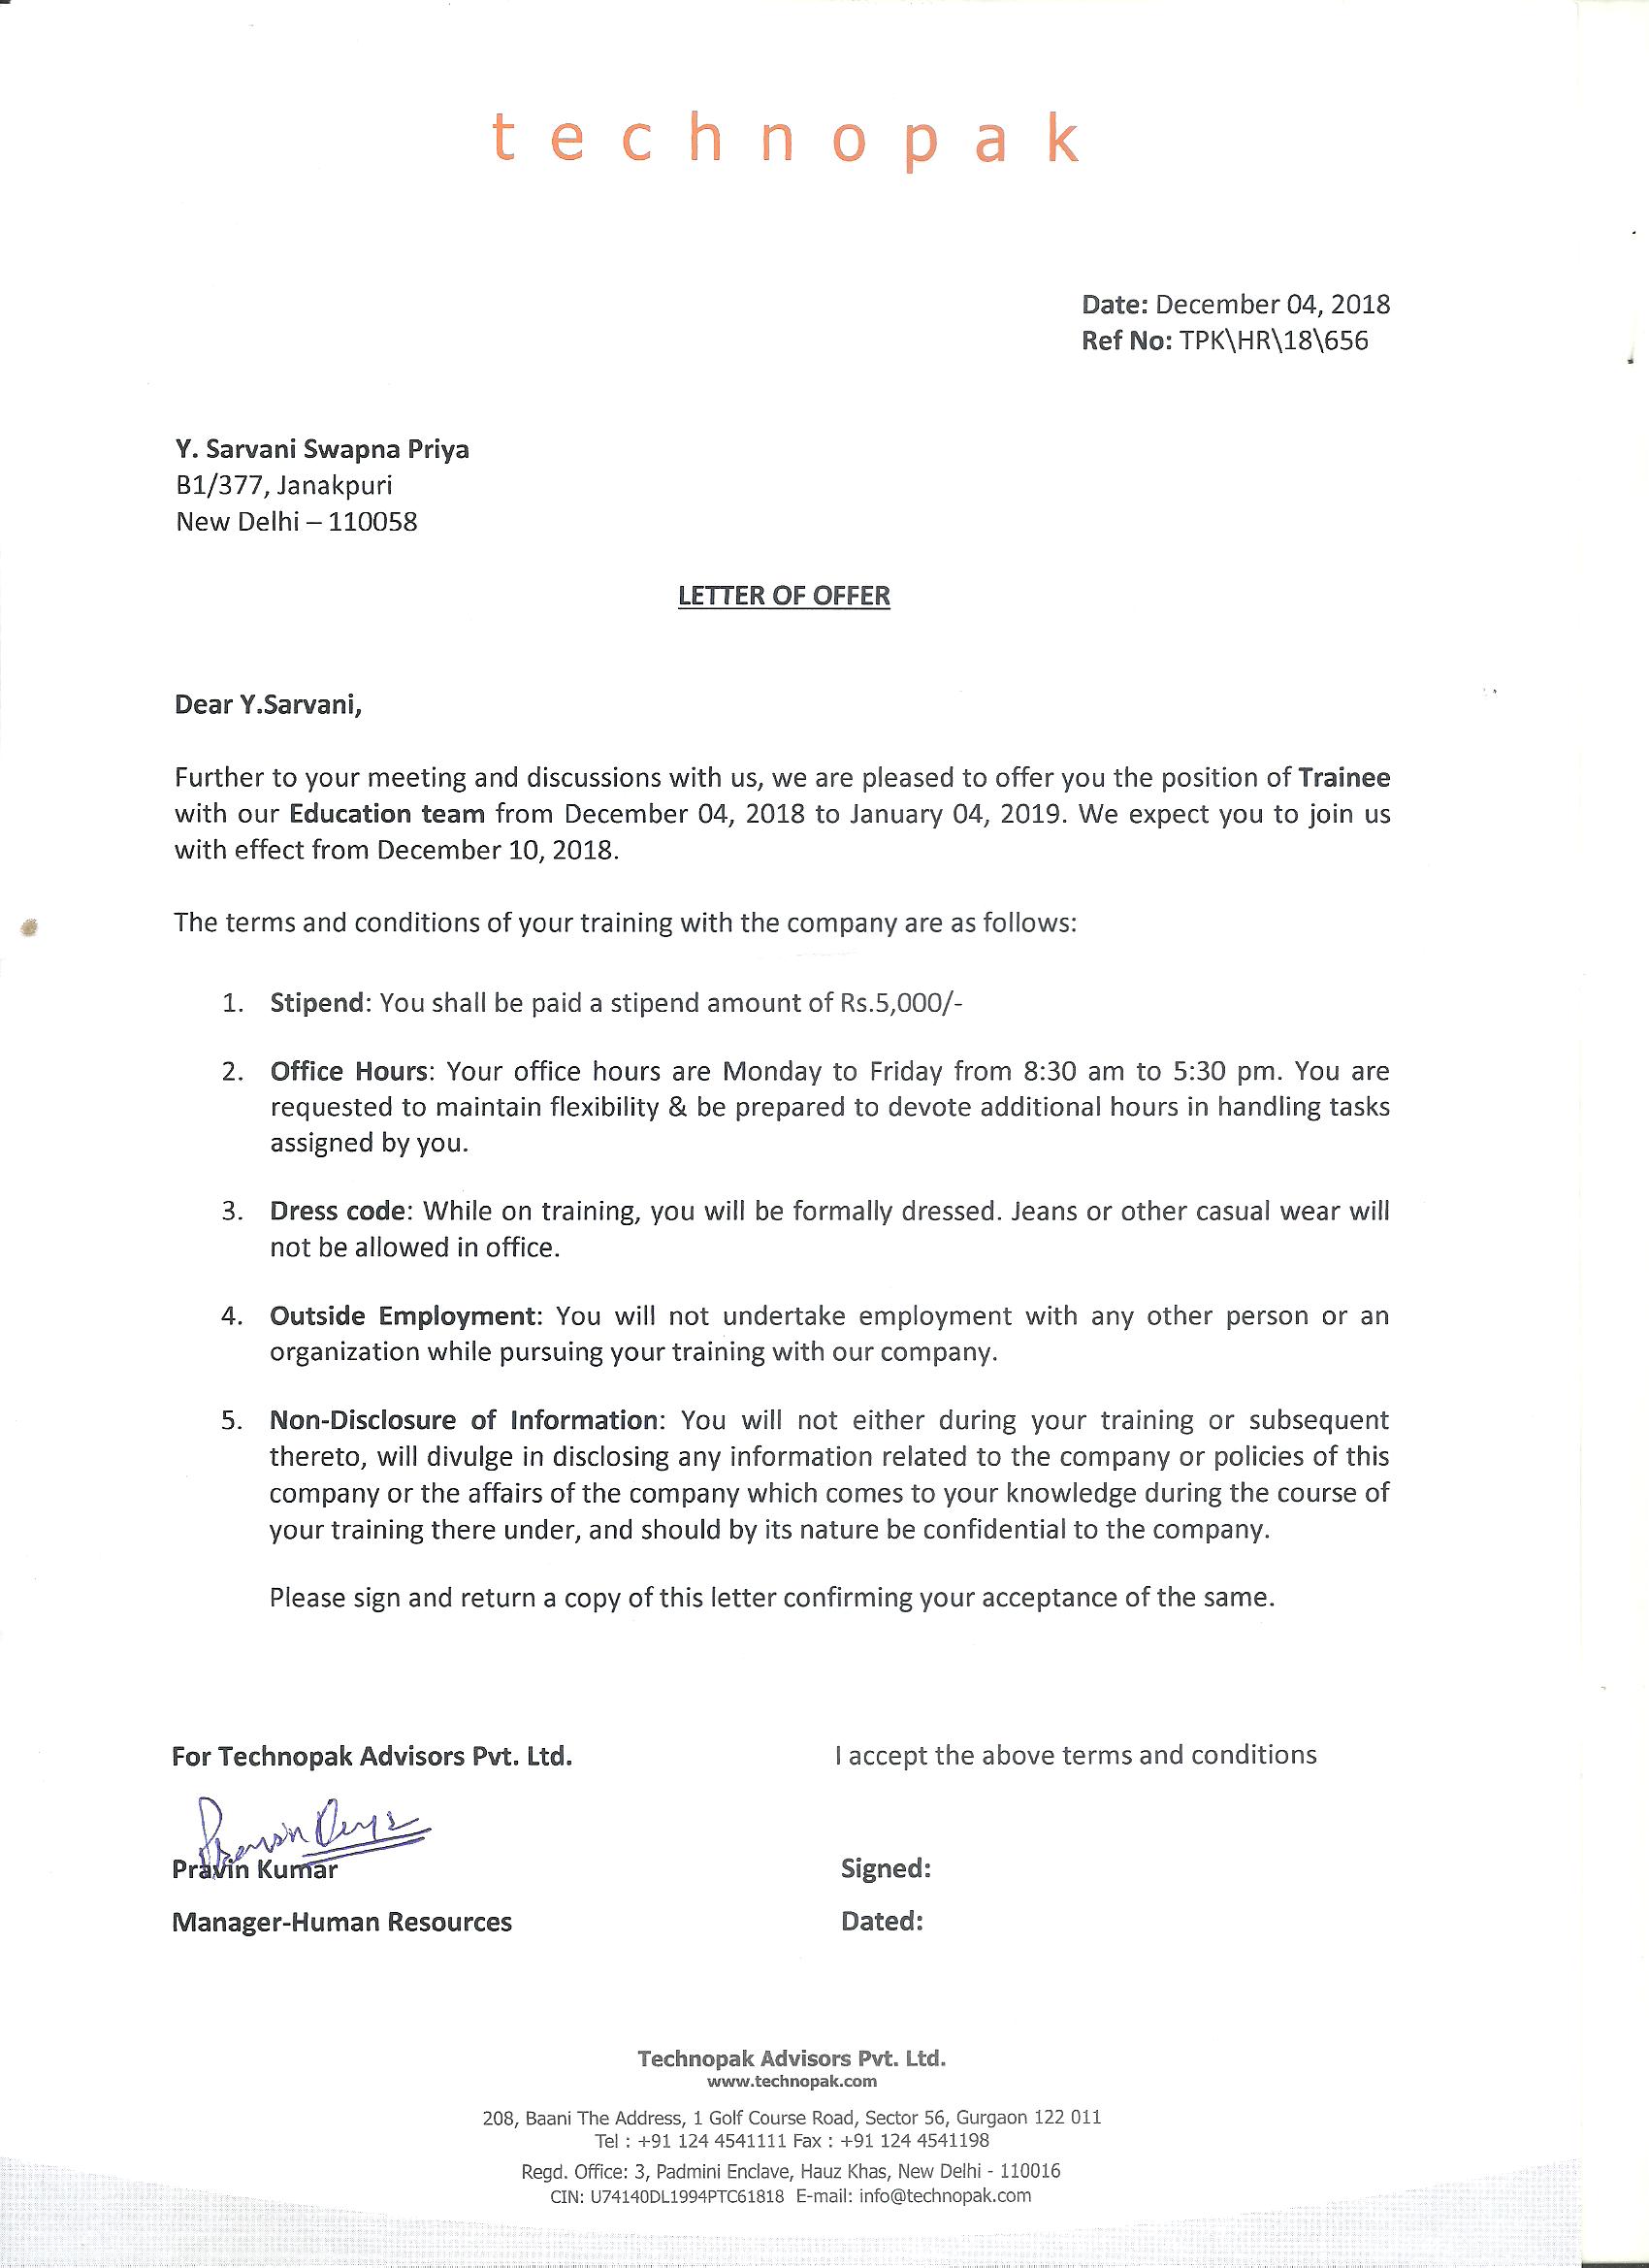 technopak
Date: December 04, 2018
Ref No: TPK\HR\18\656
Y. Sarvani Swapna Priya
B1/377, Janakpuri
New Delhi – 110058
LETTER OF OFFER
Dear Y.Sarvani,
Further to your meeting and discussions with us, we are pleased to offer you the position of Trainee
with our Education team from December 04, 2018 to January 04, 2019. We expect you to join us
with effect from December 10, 2018.
The terms and conditions of your training with the company are as follows:
1. Stipend: You shall be paid a stipend amount of Rs.5,000/-
2. Office Hours: Your office hours are Monday to Friday from 8:30 am to 5:30 pm. You are
requested to maintain flexibility & be prepared to devote additional hours in handling tasks
assigned by you.
3. Dress code: While on training, you will be formally dressed. Jeans or other casual wear will
not be allowed in office.
4. Outside Employment: You will not undertake employment with any other person or an
organization while pursuing your training with our company.
5. Non-Disclosure of Information: You will not either during your training or subsequent
thereto, will divulge in disclosing any information related to the company or policies of this
company or the affairs of the company which comes to your knowledge during the course of
your training there under, and should by its nature be confidential to the company.
Please sign and return a copy of this letter confirming your acceptance of the same.
For Technopak Advisors Pvt. Ltd.
I accept the above terms and conditions
Pravin Kumar
Signed:
Manager-Human Resources
Dated:
Technopak Advisors Pvt. Ltd.
www.technopak.com
208, Baani The Address, 1 Golf Course Road, Sector 56, Gurgaon 122 011
Tel : +91 124 4541111 Fax : +91 124 4541198
Regd. Office: 3, Padmini Enclave, Hauz Khas, New Delhi - 110016
CIN: U74140DL1994PTC61818 E-mail: info@technopak.com